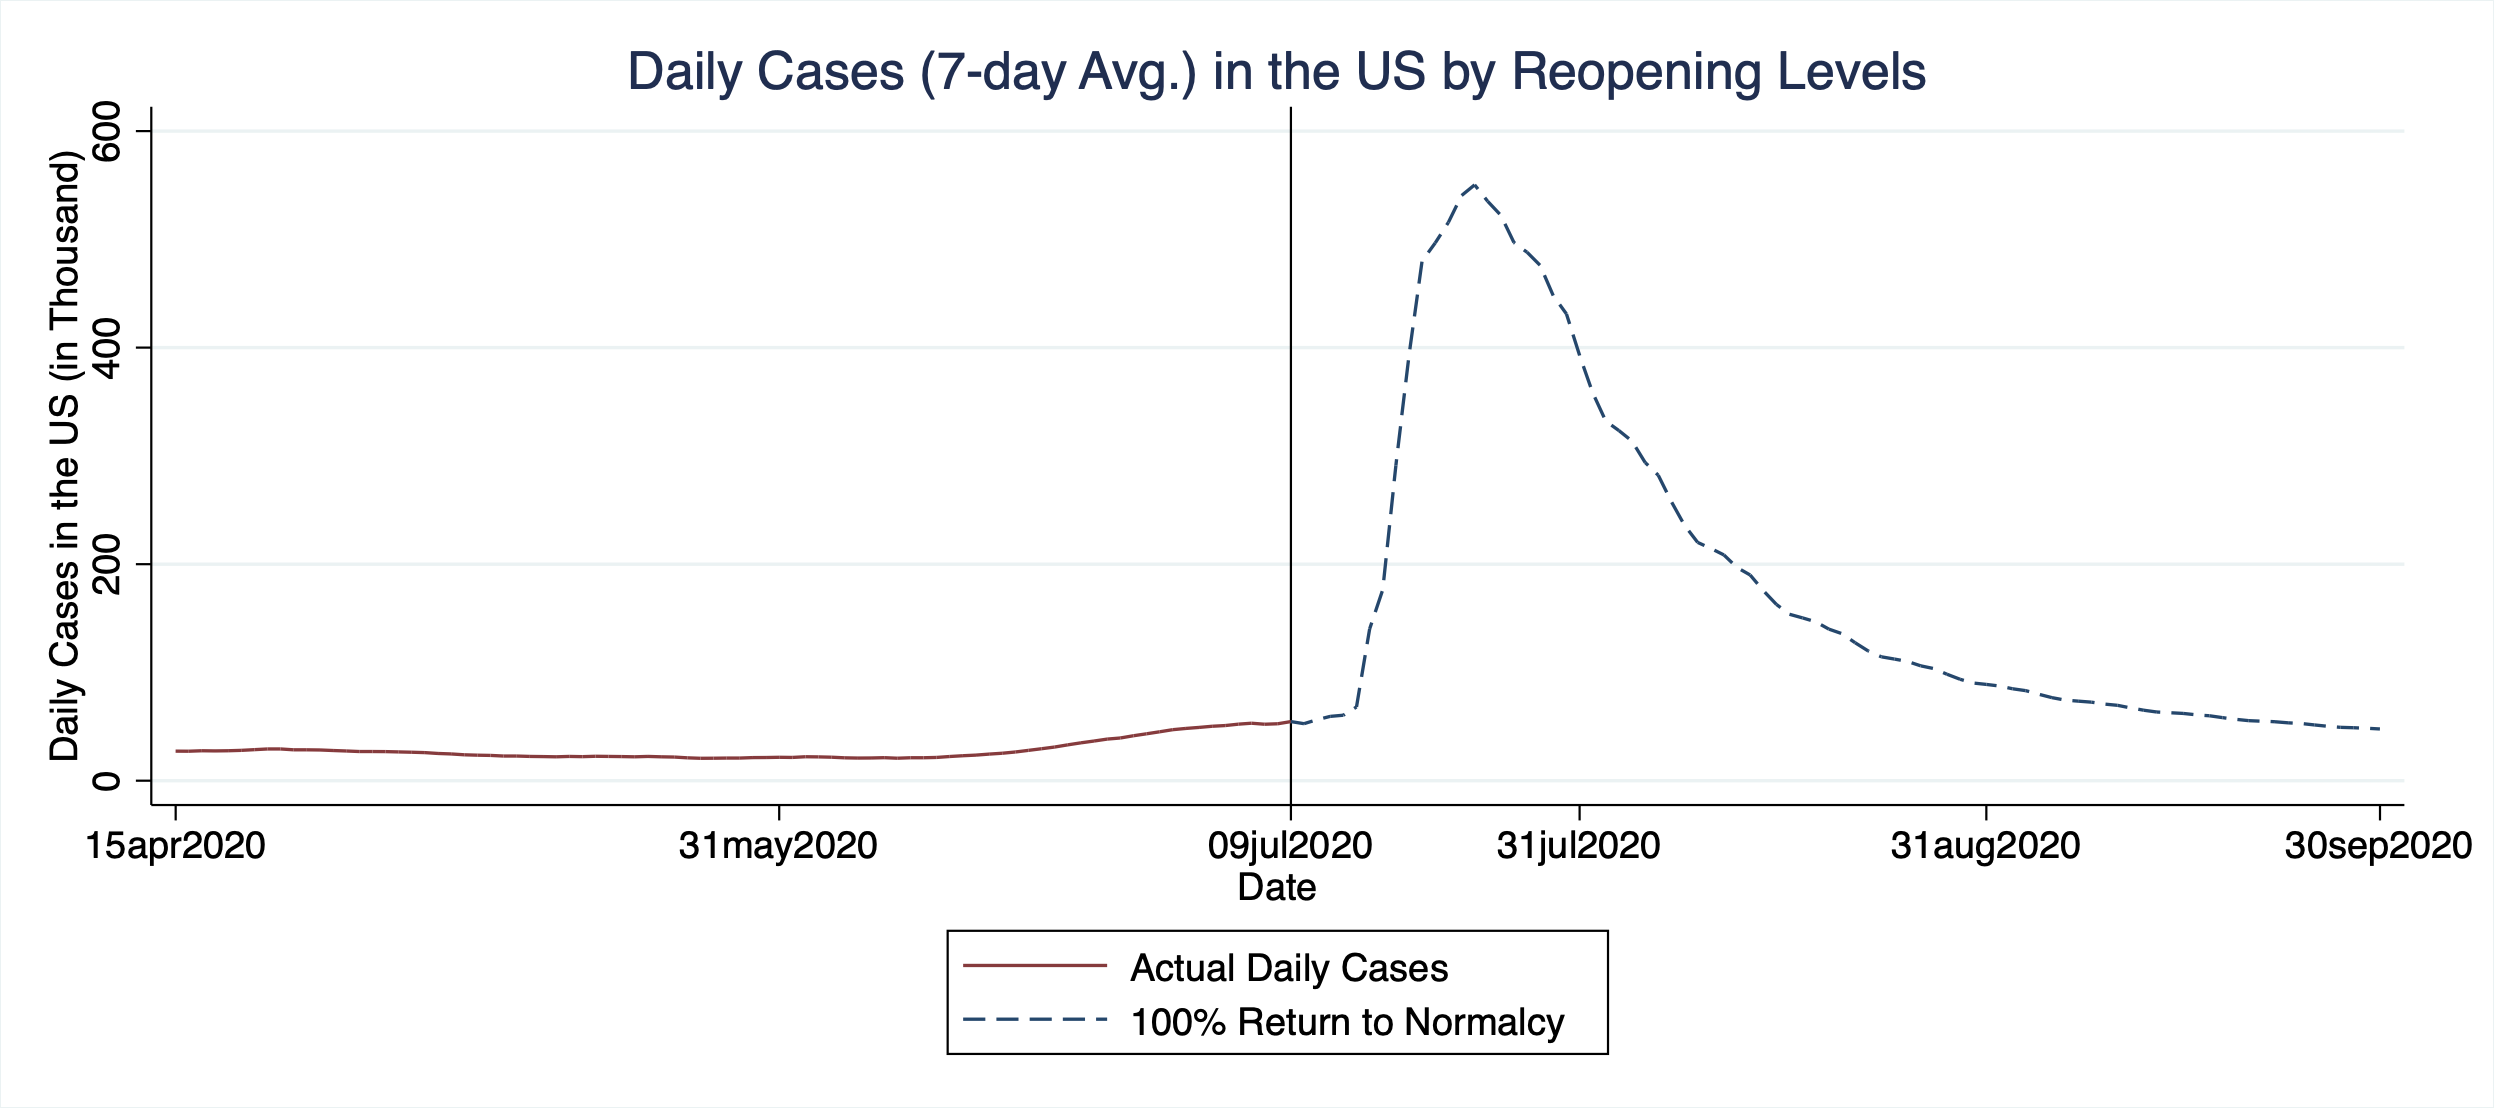 Daily Cases (7-day Avg.) in the US by Reopening Levels
Daily Cases in the US (in Thousand)
600
400
200
0
15apr2020 31may2020 09jul2020 31jul2020 31aug2020 30sep2020
Date
Actual Daily Cases
100% Return to Normalcy